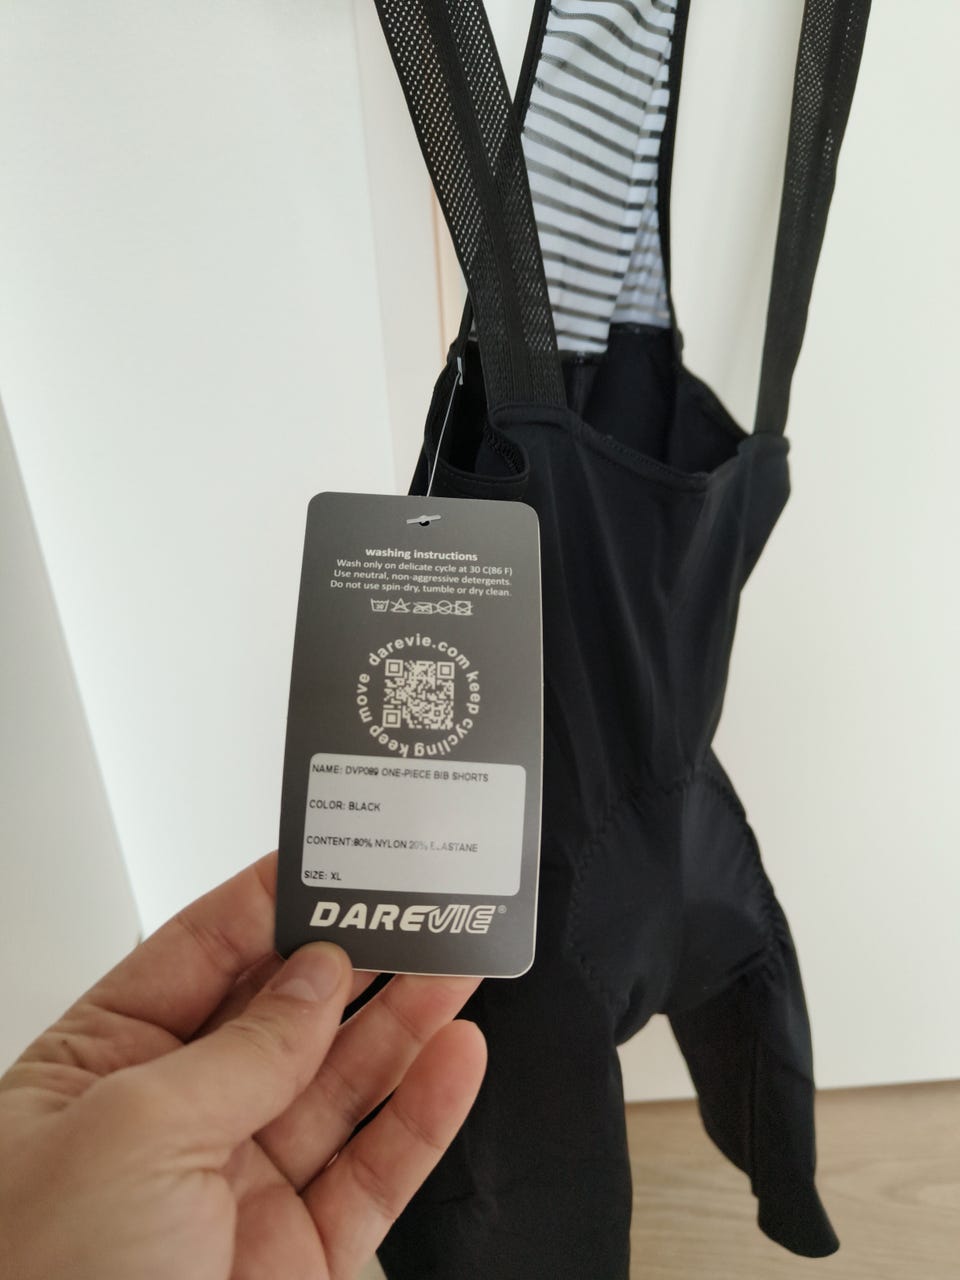 washing instructions
Wash only on delicate cycle at 30 C(86 F)
Use neutral, non-aggressive detergents.
Do not use spin-dry, tumble or dry clean.
30
darevie.com keep cycling keep move
NAME: DVP089 ONE-PIECE BIB SHORTS
COLOR: BLACK
CONTENT:80% NYLON 20% ELASTANE
SIZE: XL
DAREVIE®